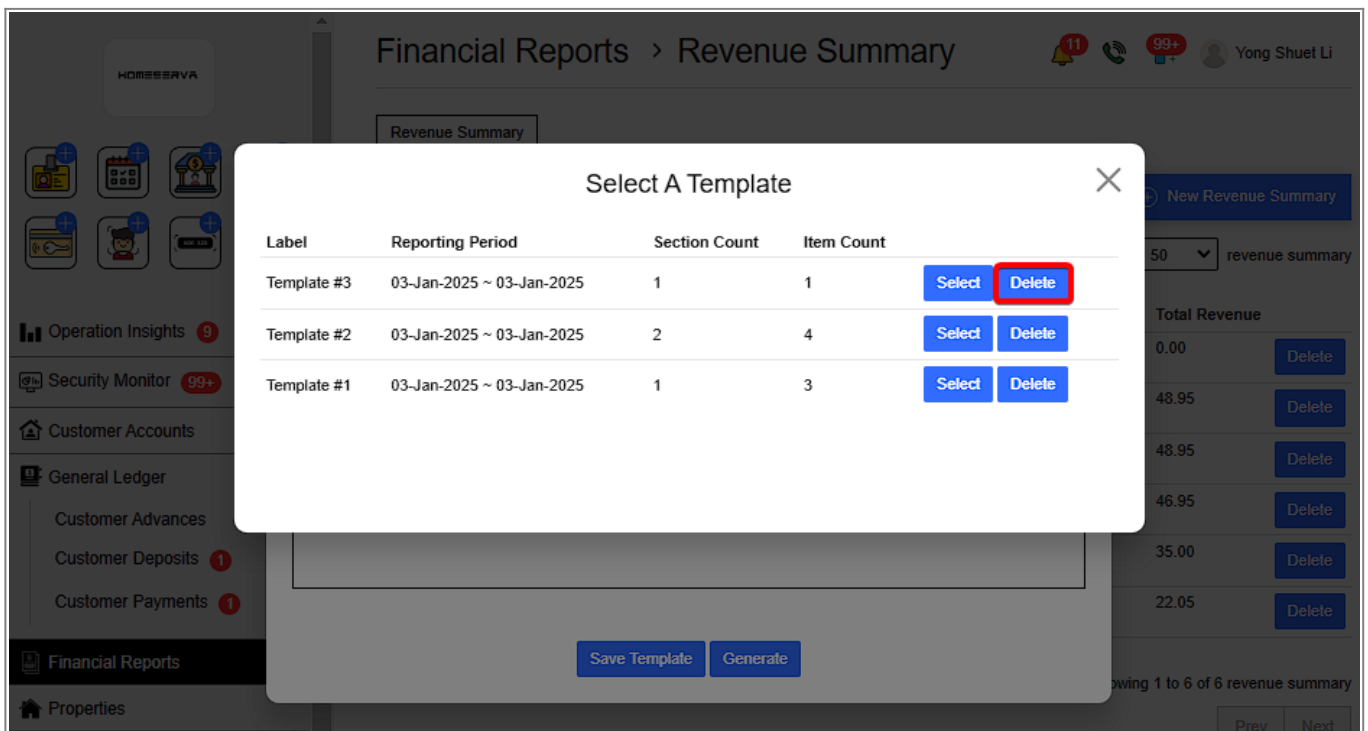 HOMESERVA
Financial Reports > Revenue Summary
11
99+
Yong Shuet Li
Revenue Summary
New Revenue Summary
50
revenue summary
Select A Template
Label Reporting Period Section Count Item Count
Template #3 03-Jan-2025 ~ 03-Jan-2025 1 1 Select Delete
Template #2 03-Jan-2025 ~ 03-Jan-2025 2 4 Select Delete
Template #1 03-Jan-2025 ~ 03-Jan-2025 1 3 Select Delete
Operation Insights 9
Security Monitor 99+
Customer Accounts
General Ledger
Customer Advances
Customer Deposits 1
Customer Payments 1
Financial Reports
Properties
Total Revenue
0.00 Delete
48.95 Delete
48.95 Delete
46.95 Delete
35.00 Delete
22.05 Delete
Save Template Generate
owing 1 to 6 of 6 revenue summary
Prev Next